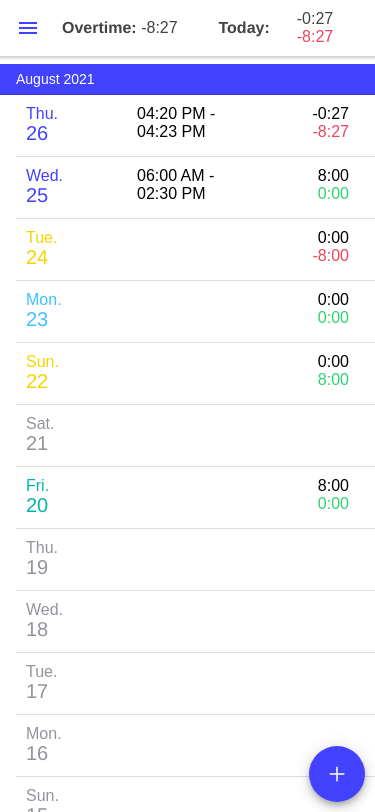 Overtime: -8:27 Today: -0:27
-8:27
August 2021
Thu. 04:20 PM - -0:27
26 04:23 PM -8:27
Wed. 06:00 AM - 8:00
25 02:30 PM 0:00
Tue. 0:00
24 -8:00
Mon. 0:00
23 0:00
Sun. 0:00
22 8:00
Sat.
21
Fri. 8:00
20 0:00
Thu.
19
Wed.
18
Tue.
17
Mon.
16
Sun.
15